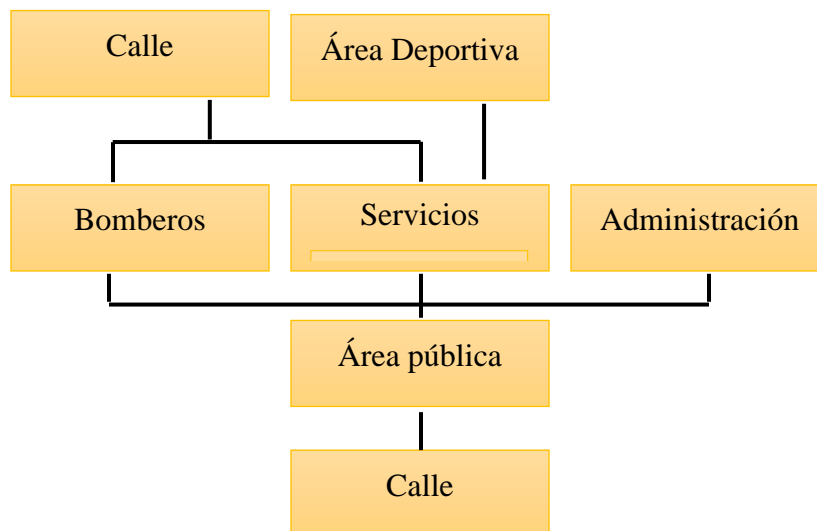 Calle
Área Deportiva
Bomberos
Servicios
Administración
Área pública
Calle